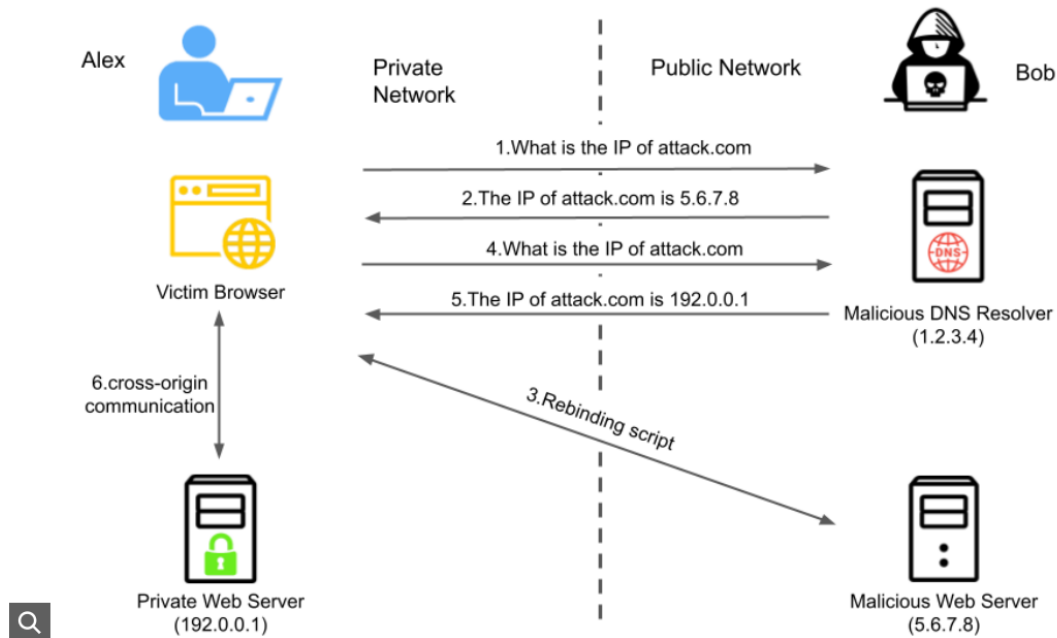 Alex
Private
Network
Public Network
Bob
1.What is the IP of attack.com
2.The IP of attack.com is 5.6.7.8
4.What is the IP of attack.com
5.The IP of attack.com is 192.0.0.1
DNS
Victim Browser
Malicious DNS Resolver
(1.2.3.4)
6.cross-origin
communication
3.Rebinding script
Private Web Server
(192.0.0.1)
Malicious Web Server
(5.6.7.8)